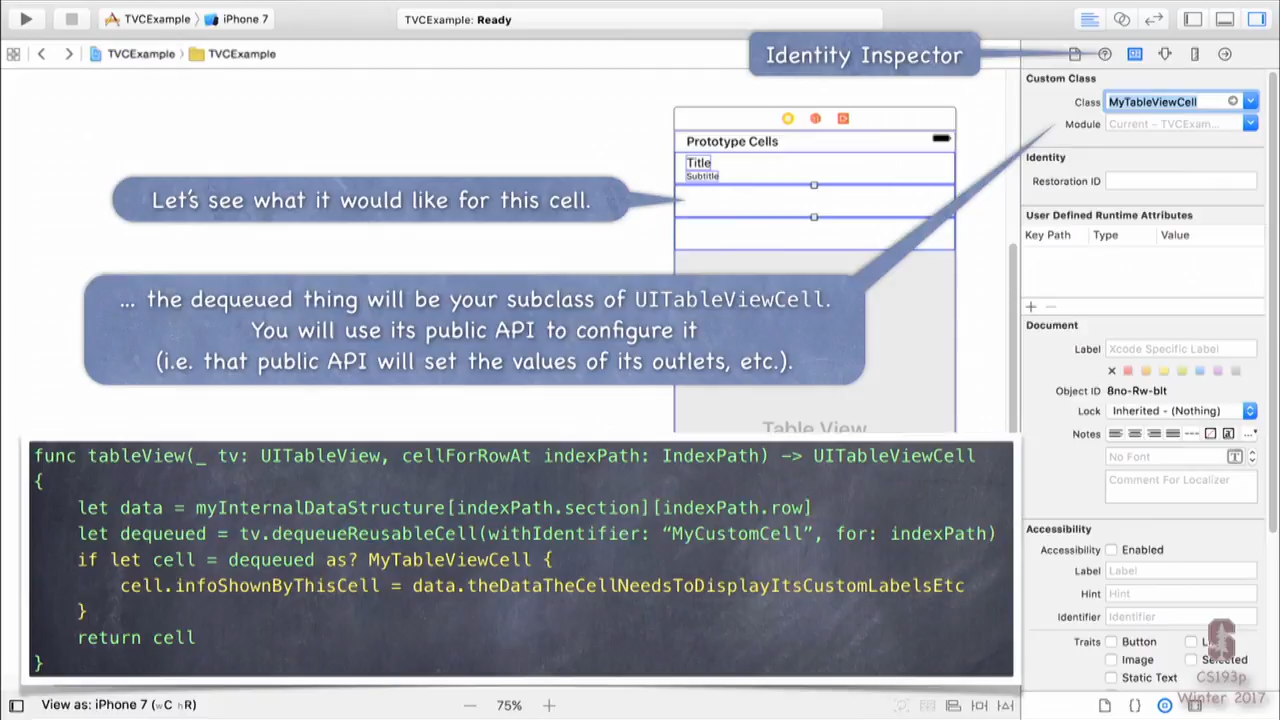 TVCExample
iPhone 7
TVCExample: Ready
TVCExample
TVCExample
Identity Inspector
Custom Class
Class MyTableViewCell
Module Current – TVCExam...
Identity
Restoration ID
User Defined Runtime Attributes
Key Path Type Value
Prototype Cells
Title
Subtitle
Let's see what it would like for this cell.
... the dequeued thing will be your subclass of UITableViewCell.
You will use its public API to configure it
(i.e. that public API will set the values of its outlets, etc.).
Table View
func tableView(_ tv: UITableView, cellForRowAt indexPath: IndexPath) -> UITableViewCell
{
let data = myInternalDataStructure[indexPath.section][indexPath.row]
let dequeued = tv.dequeueReusableCell(withIdentifier: “MyCustomCell”, for: indexPath)
if let cell = dequeued as? MyTableViewCell {
cell.infoShownByThisCell = data.theDataTheCellNeedsToDisplayItsCustomLabelsEtc
}
return cell
}
Document
Label Xcode Specific Label
Object ID 8no-Rw-blt
Lock Inherited - (Nothing)
Notes
No Font
Comment For Localizer
Accessibility
Accessibility Enabled
Label Label
Hint Hint
Identifier Identifier
Traits Button
Image Selected
Static Text
CS193p
Winter 2017
View as: iPhone 7 (wC hR)
75%